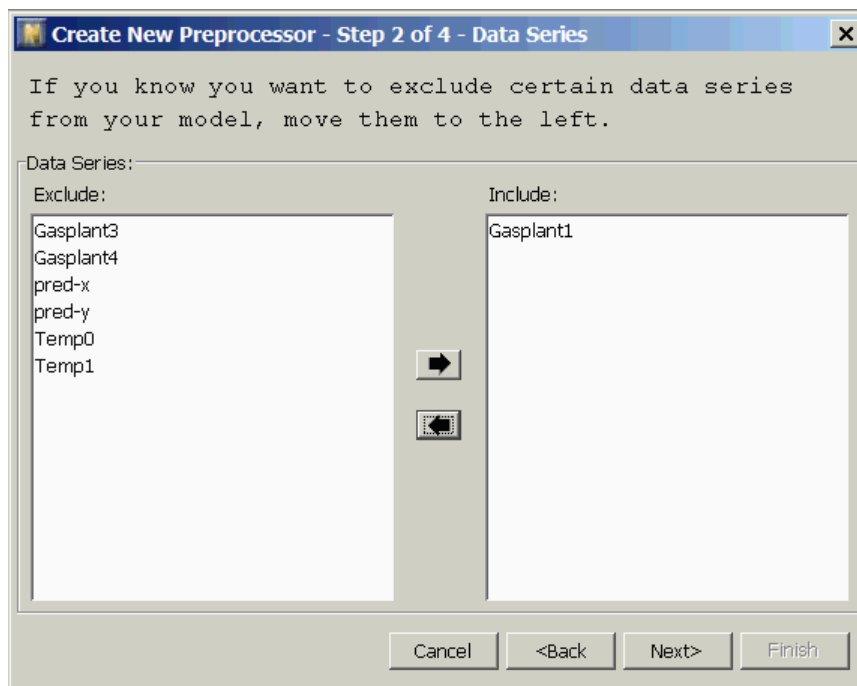 Create New Preprocessor - Step 2 of 4 - Data Series
If you know you want to exclude certain data series
from your model, move them to the left.
Data Series:
Exclude:
Gasplant3
Gasplant4
pred-x
pred-y
Temp0
Temp1
Include:
Gasplant1
Cancel
<Back
Next>
Finish